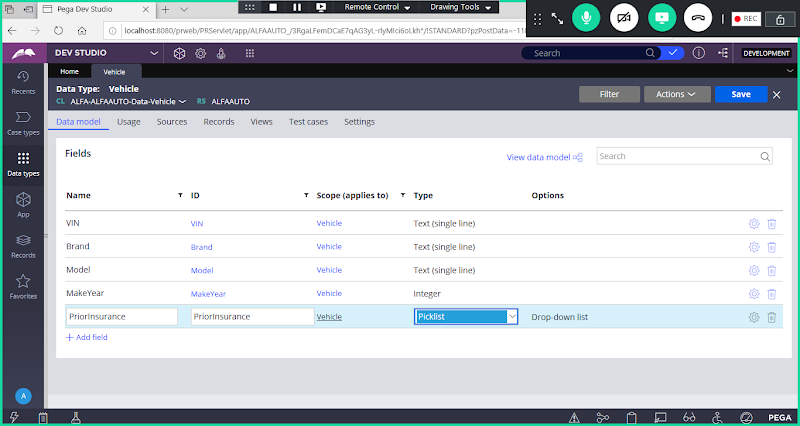 Pega Dev Studio
Remote Control
Drawing Tools
REC
localhost:8080/prweb/PRServlet/app/ALFAAUTO_/3RgaLFemDCaE7qAG3yL-rlyMIci6oLkh*/!STANDARD?pzPostData=-118
DEV STUDIO
Search
DEVELOPMENT
Home
Vehicle
Recents
Case types
Data types
App
Records
Favorites
A
Data Type: Vehicle
CL ALFA-ALFAAUTO-Data-Vehicle RS ALFAAUTO
Filter
Actions
Save
Data model Usage Sources Records Views Test cases Settings
Fields
View data model
Search
Name ID Scope (applies to) Type Options
VIN VIN Vehicle Text (single line)
Brand Brand Vehicle Text (single line)
Model Model Vehicle Text (single line)
MakeYear MakeYear Vehicle Integer
PriorInsurance PriorInsurance Vehicle Picklist Drop-down list
+ Add field
PEGA